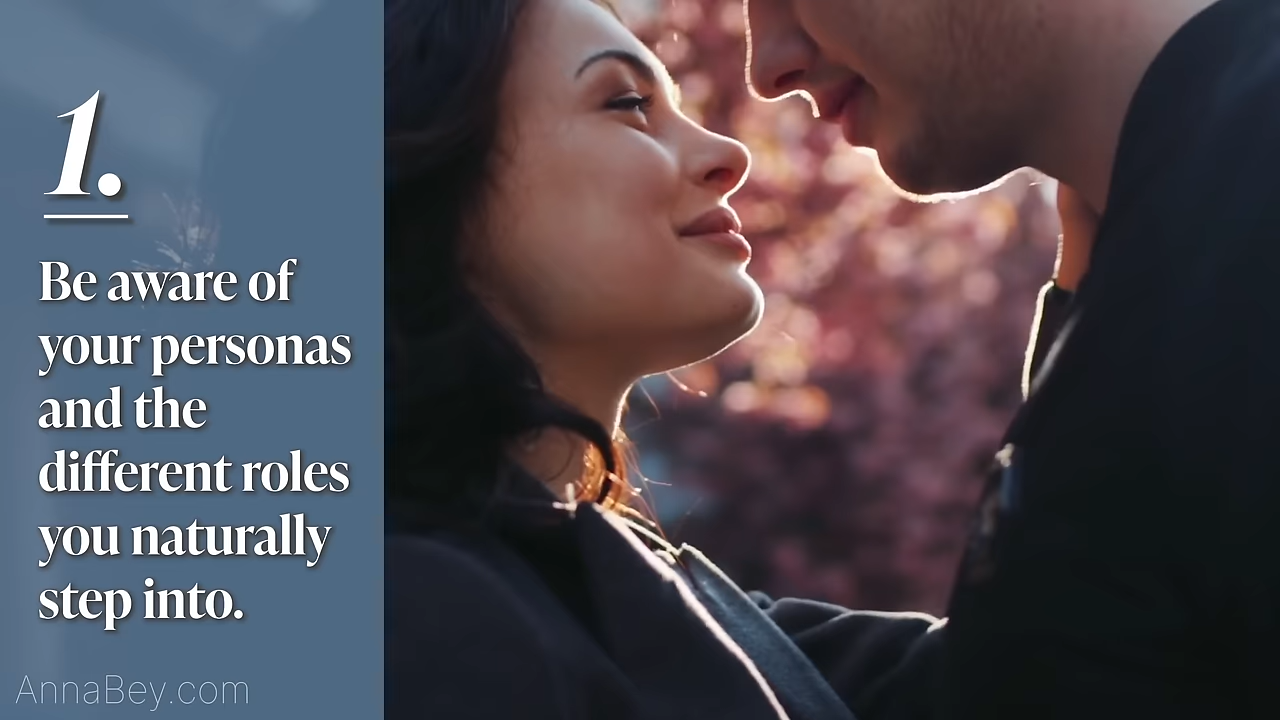 1.
Be aware of
your personas
and the
different roles
you naturally
step into.
AnnaBey.com